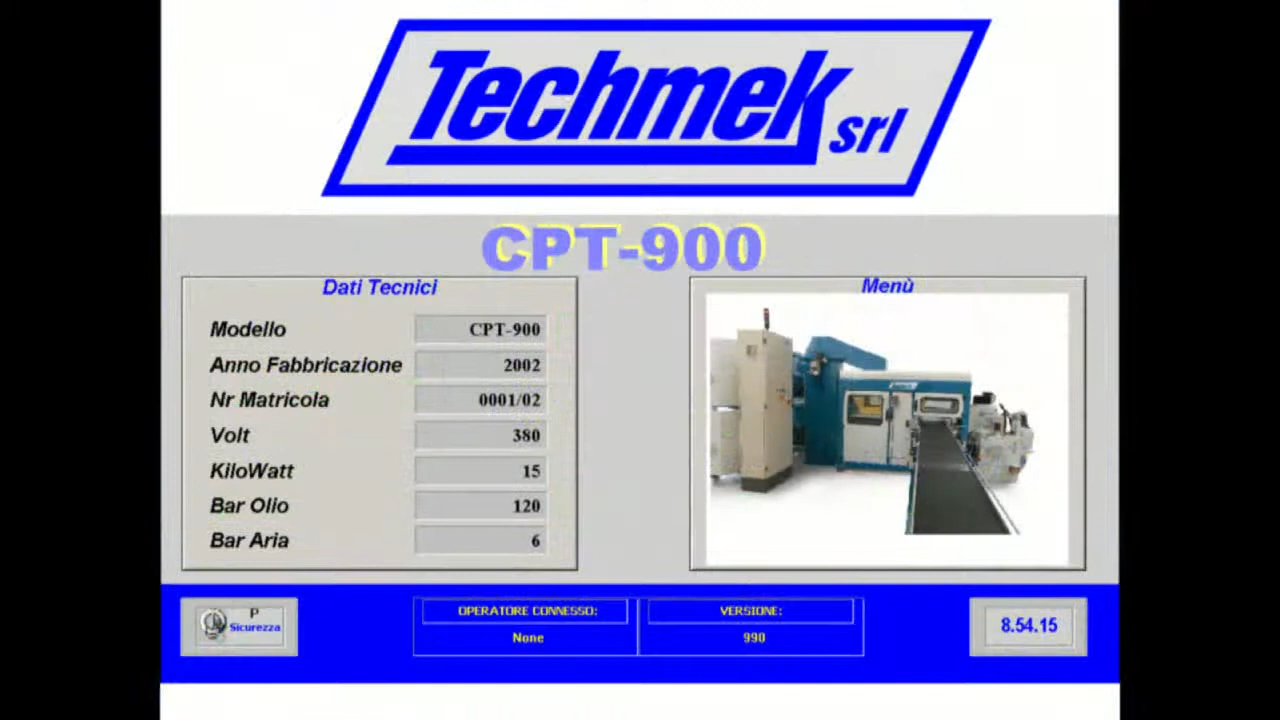 Techmek srl
CPT-900
Dati Tecnici
Modello CPT-900
Anno Fabbricazione 2002
Nr Matricola 0001/02
Volt 380
KiloWatt 15
Bar Olio 120
Bar Aria 6
Menù
P
Sicurezza
OPERATORE CONNESSO:
None
VERSIONE:
990
8.54.15